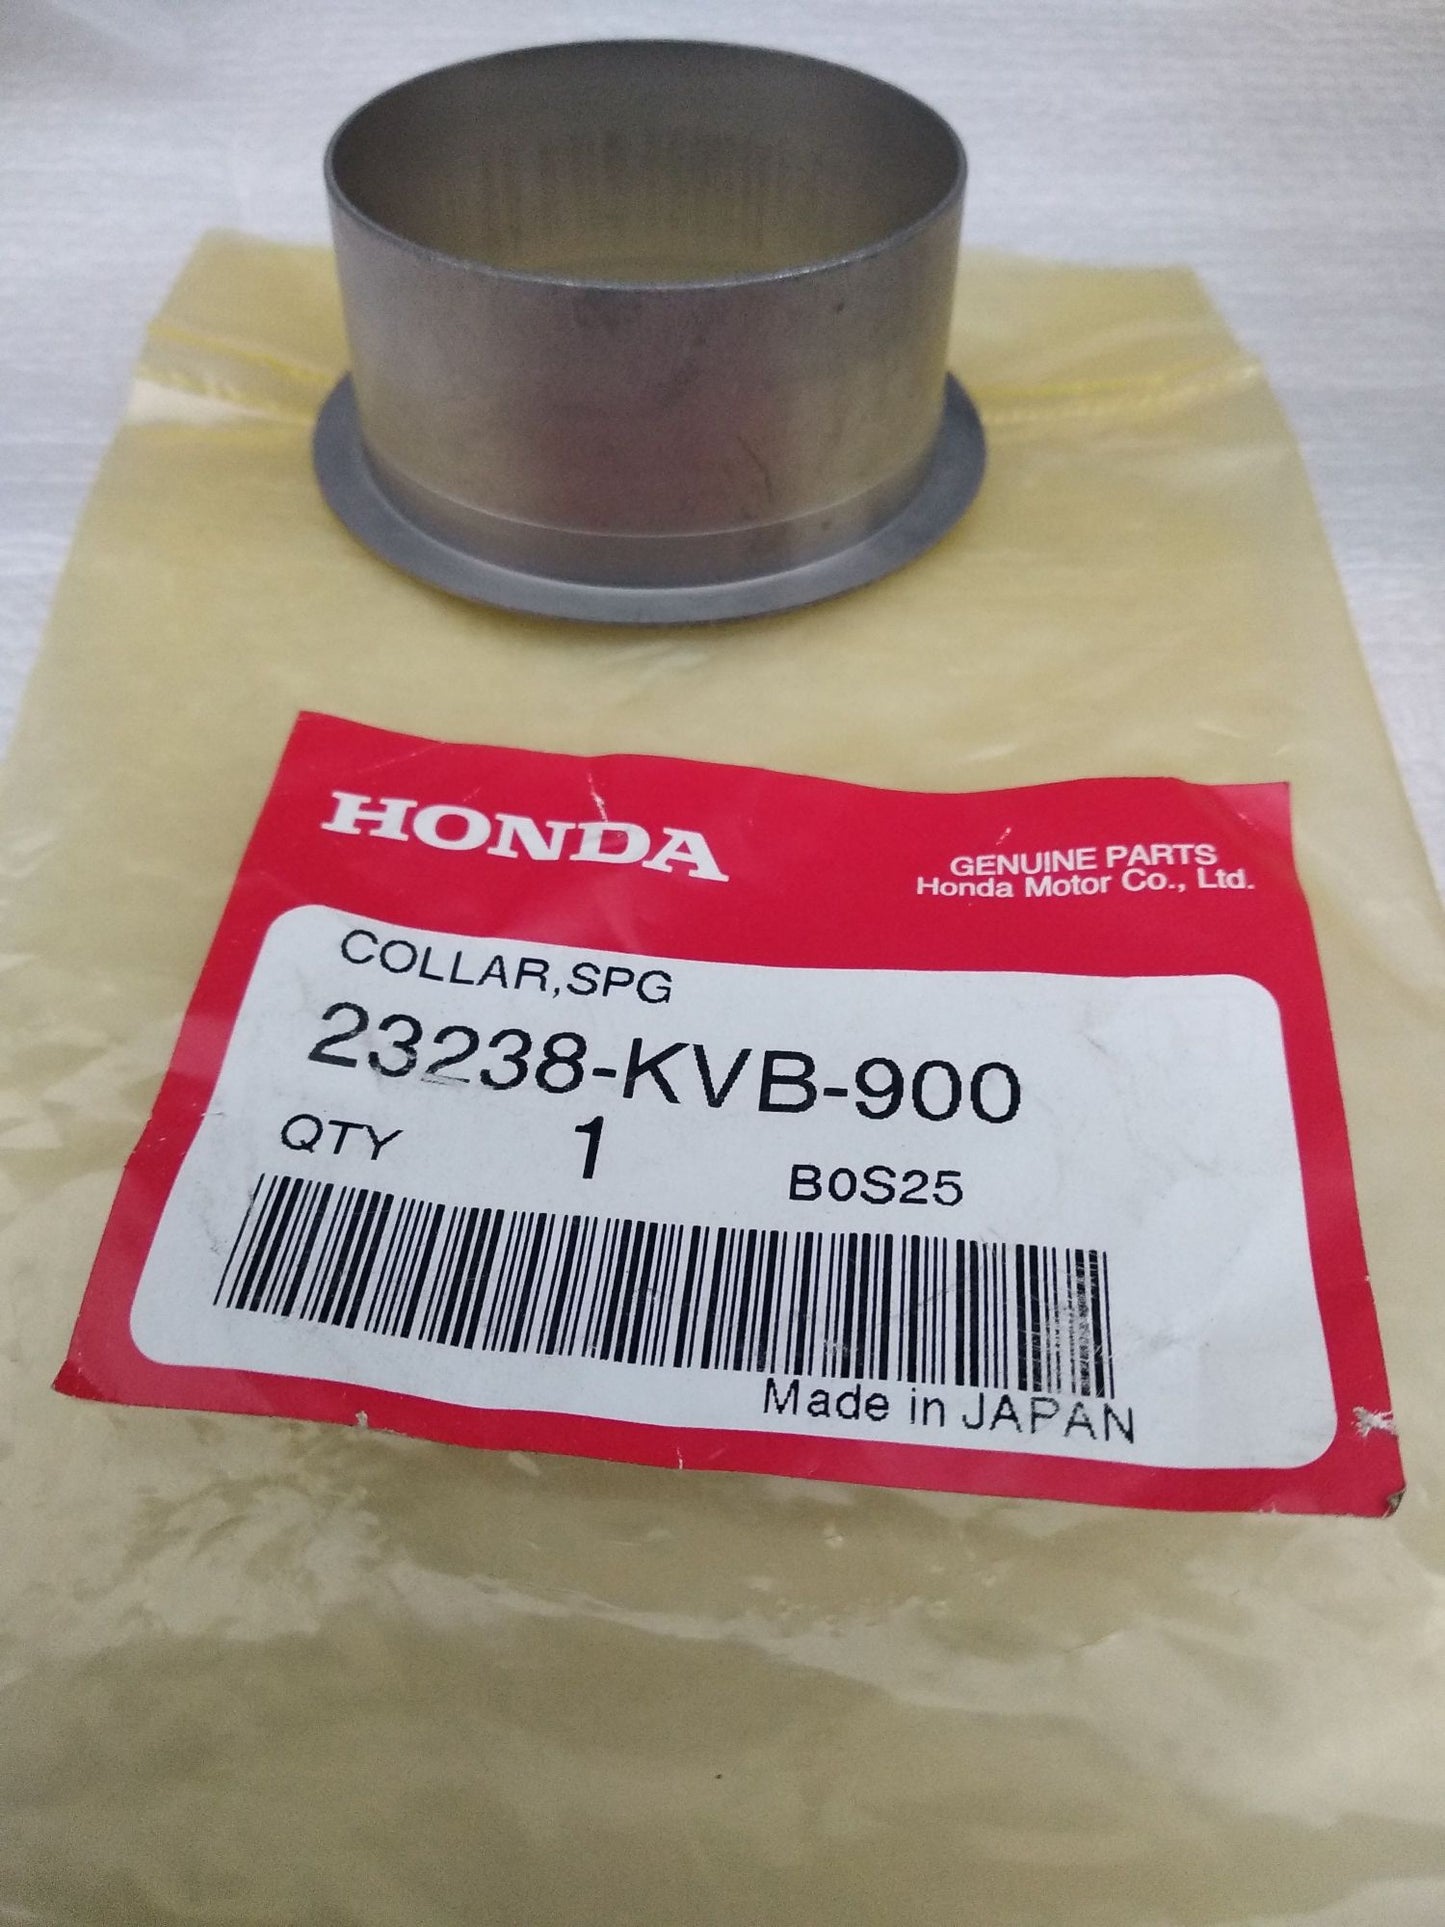 HONDA
GENUINE PARTS
Honda Motor Co., Ltd.
COLLAR,SPG
23238-KVB-900
QTY 1 B0S25
Made in JAPAN